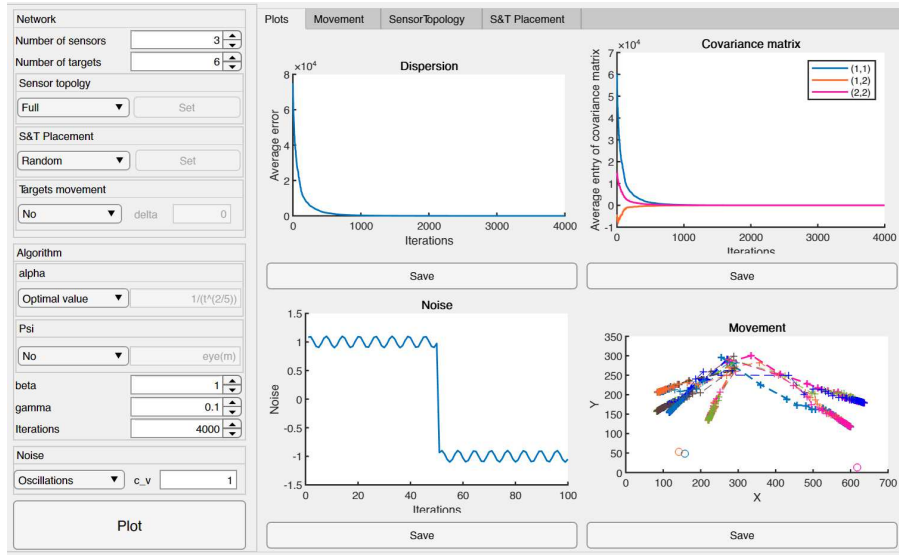 Network
Number of sensors 3
Number of targets 6
Sensor topolgy
Full Set
S&T Placement
Random Set
Targets movement
No delta 0
Algorithm
alpha
Optimal value 1/(t^(2/5))
Psi
No eye(m)
beta 1
gamma 0.1
Iterations 4000
Noise
Oscillations c_v 1
Plot
Plots Movement SensorTopology S&T Placement
Dispersion
×10⁴
8
6
4
2
0
0 1000 2000 3000 4000
Average error
Iterations
Save
Covariance matrix
×10⁴
7
6
5
4
3
2
1
0
-1
0 1000 2000 3000 4000
Average entry of covariance matrix
Iterations
(1,1)
(1,2)
(2,2)
Save
Noise
1.5
1
0.5
0
-0.5
-1
-1.5
0 20 40 60 80 100
Noise
Iterations
Save
Movement
350
300
250
200
150
100
50
0
0 100 200 300 400 500 600 700
Y
X
Save